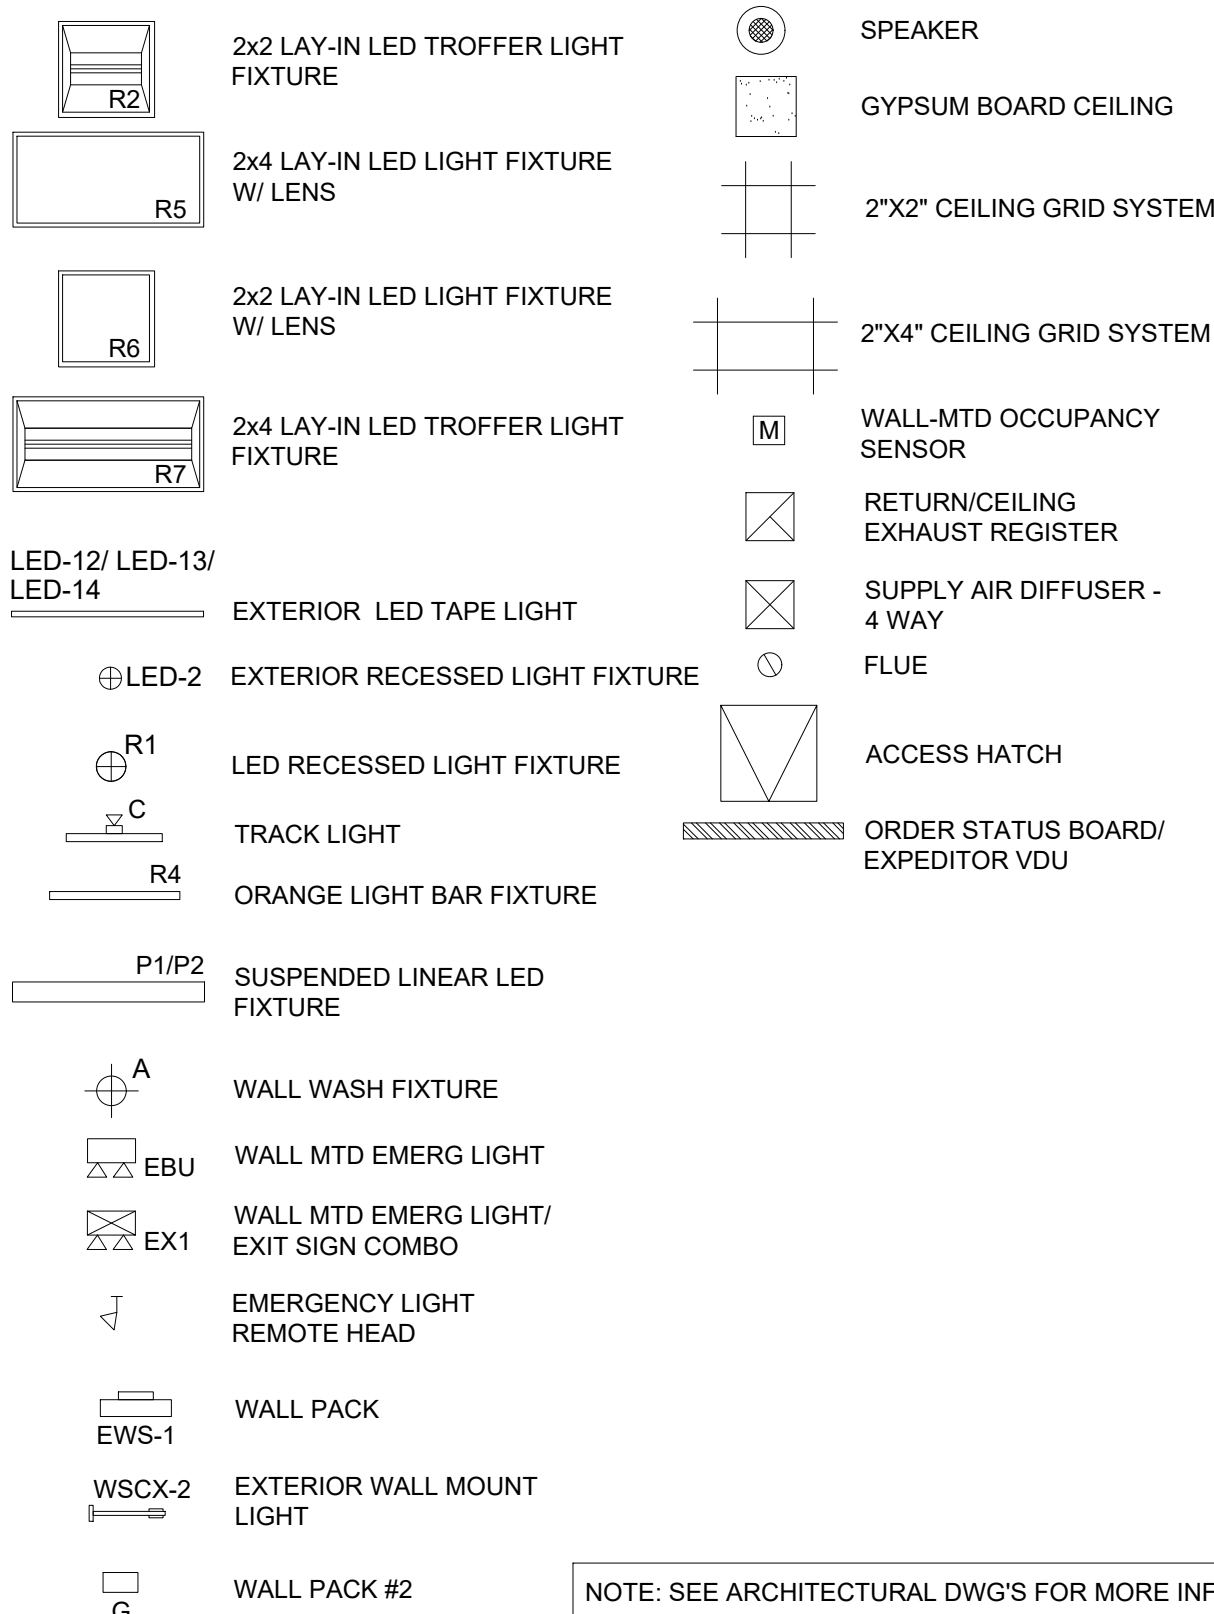 R2
2x2 LAY-IN LED TROFFER LIGHT
FIXTURE
R5
2x4 LAY-IN LED LIGHT FIXTURE
W/ LENS
R6
2x2 LAY-IN LED LIGHT FIXTURE
W/ LENS
R7
2x4 LAY-IN LED TROFFER LIGHT
FIXTURE
LED-12/ LED-13/
LED-14
EXTERIOR LED TAPE LIGHT
LED-2
EXTERIOR RECESSED LIGHT FIXTURE
R1
LED RECESSED LIGHT FIXTURE
C
TRACK LIGHT
R4
ORANGE LIGHT BAR FIXTURE
P1/P2
SUSPENDED LINEAR LED
FIXTURE
A
WALL WASH FIXTURE
EBU
WALL MTD EMERG LIGHT
EX1
WALL MTD EMERG LIGHT/
EXIT SIGN COMBO
EMERGENCY LIGHT
REMOTE HEAD
EWS-1
WALL PACK
WSCX-2
EXTERIOR WALL MOUNT
LIGHT
G
WALL PACK #2
SPEAKER
GYPSUM BOARD CEILING
2"X2" CEILING GRID SYSTEM
2"X4" CEILING GRID SYSTEM
M
WALL-MTD OCCUPANCY
SENSOR
RETURN/CEILING
EXHAUST REGISTER
SUPPLY AIR DIFFUSER -
4 WAY
FLUE
ACCESS HATCH
ORDER STATUS BOARD/
EXPEDITOR VDU
NOTE: SEE ARCHITECTURAL DWG'S FOR MORE